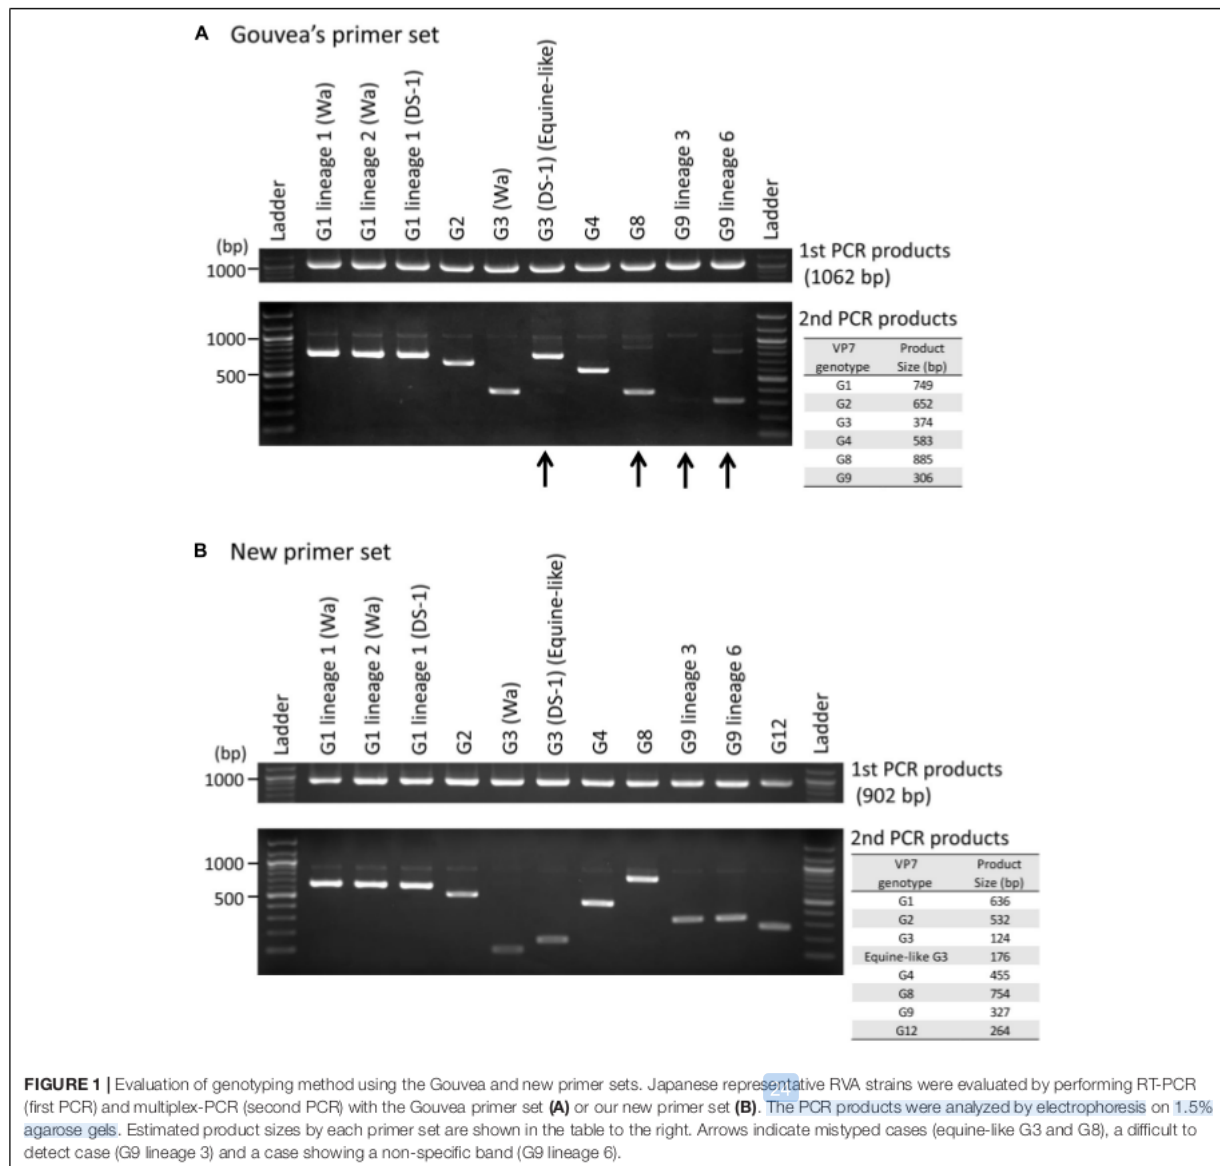 A Gouvea's primer set
Ladder
G1 lineage 1 (Wa)
G1 lineage 2 (Wa)
G1 lineage 1 (DS-1)
G2
G3 (Wa)
G3 (DS-1) (Equine-like)
G4
G8
G9 lineage 3
G9 lineage 6
Ladder
(bp)
1000
1st PCR products
(1062 bp)
1000
500
2nd PCR products
VP7 genotype Product Size (bp)
G1 749
G2 652
G3 374
G4 583
G8 885
G9 306
B New primer set
Ladder
G1 lineage 1 (Wa)
G1 lineage 2 (Wa)
G1 lineage 1 (DS-1)
G2
G3 (Wa)
G3 (DS-1) (Equine-like)
G4
G8
G9 lineage 3
G9 lineage 6
G12
Ladder
(bp)
1000
1st PCR products
(902 bp)
1000
500
2nd PCR products
VP7 genotype Product Size (bp)
G1 636
G2 532
G3 124
Equine-like G3 176
G4 455
G8 754
G9 327
G12 264
FIGURE 1 | Evaluation of genotyping method using the Gouvea and new primer sets. Japanese representative RVA strains were evaluated by performing RT-PCR
(first PCR) and multiplex-PCR (second PCR) with the Gouvea primer set (A) or our new primer set (B). The PCR products were analyzed by electrophoresis on 1.5%
agarose gels. Estimated product sizes by each primer set are shown in the table to the right. Arrows indicate mistyped cases (equine-like G3 and G8), a difficult to
detect case (G9 lineage 3) and a case showing a non-specific band (G9 lineage 6).
24